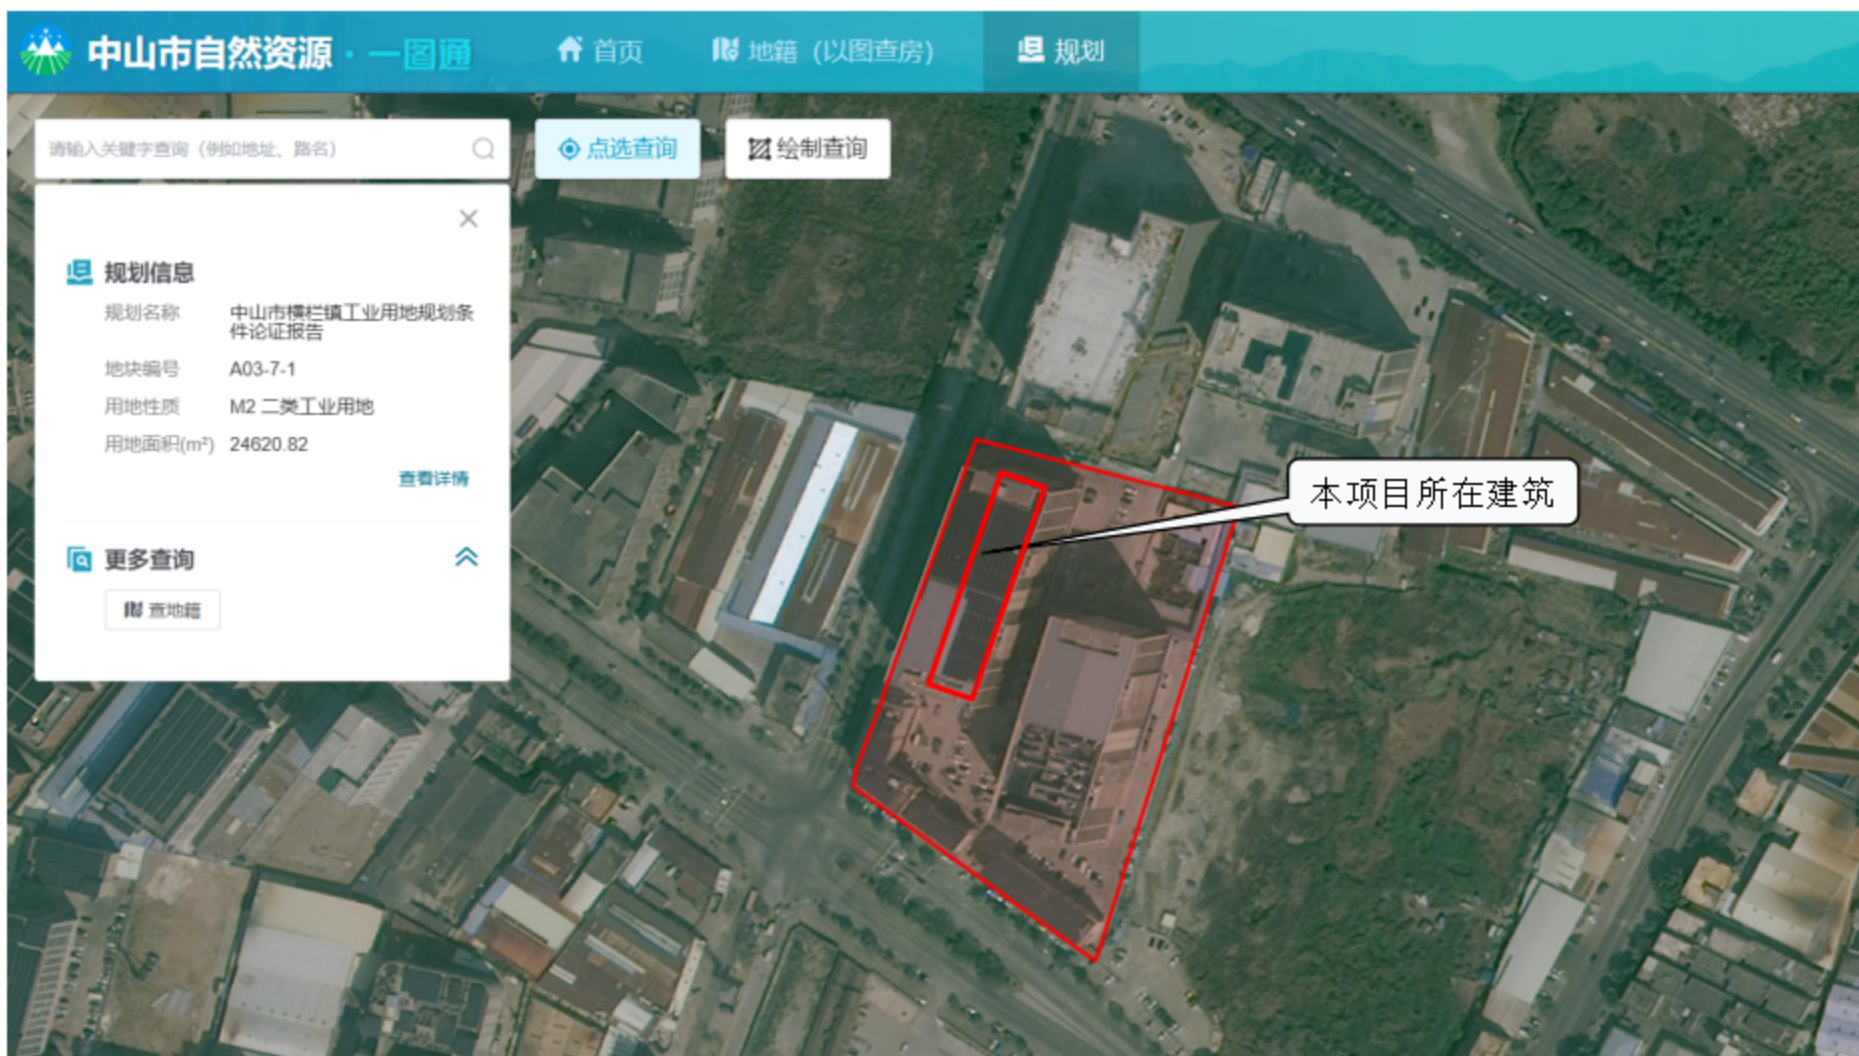 中山市自然资源·一图通
首页
地籍（以图查房）
规划
请输入关键字查询（例如地址、路名）
点选查询
绘制查询
规划信息
规划名称 中山市横栏镇工业用地规划条
件论证报告
地块编号 A03-7-1
用地性质 M2 二类工业用地
用地面积(m²) 24620.82
查看详情
更多查询
查地籍
本项目所在建筑